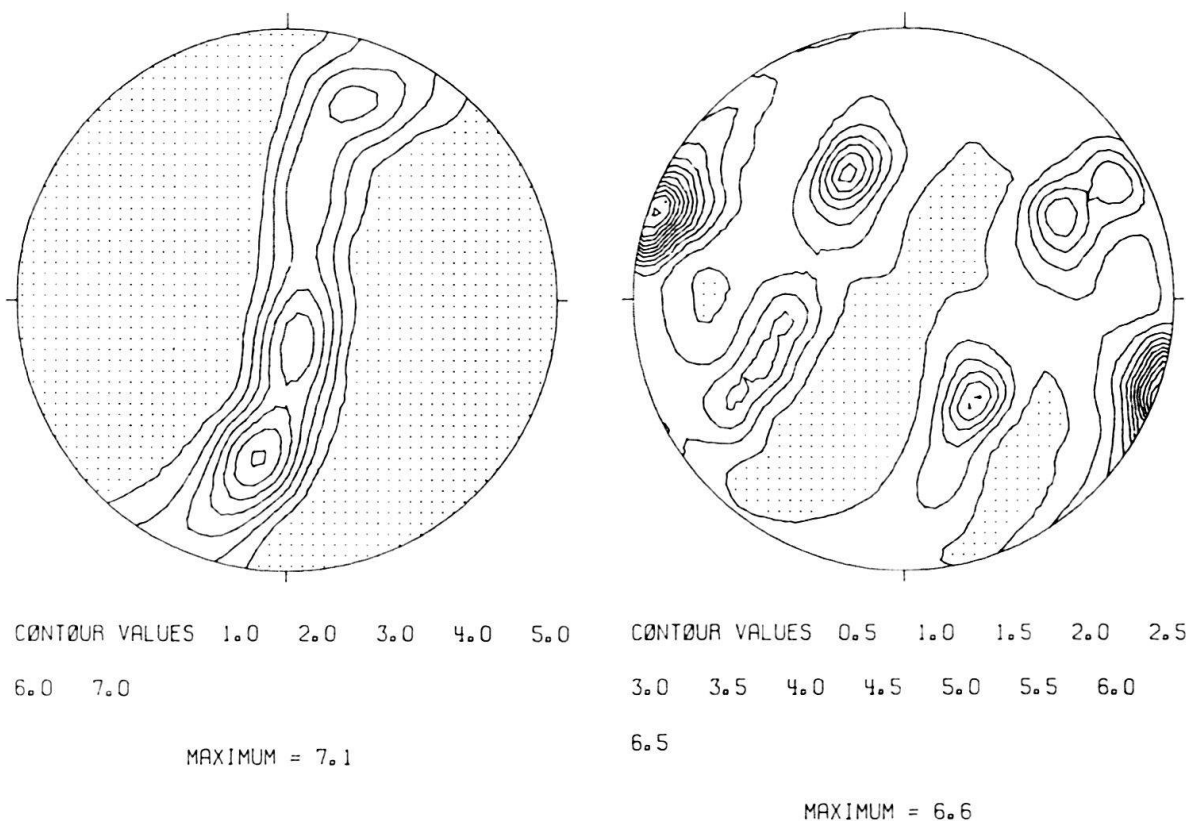 CØNTØUR VALUES 1.0 2.0 3.0 4.0 5.0
6.0 7.0
MAXIMUM = 7.1
CØNTØUR VALUES 0.5 1.0 1.5 2.0 2.5
3.0 3.5 4.0 4.5 5.0 5.5 6.0
6.5
MAXIMUM = 6.6